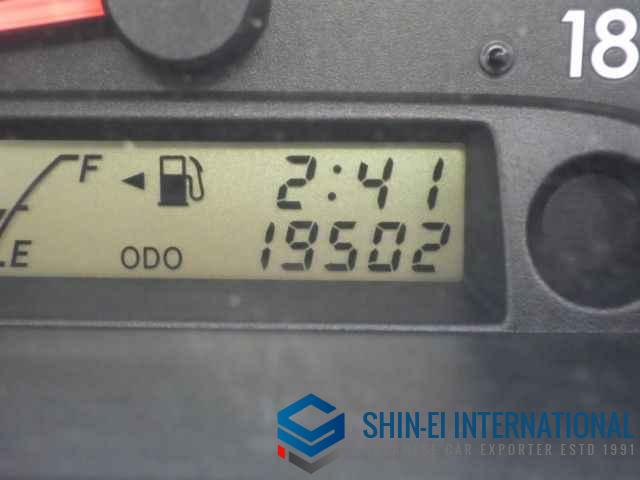 18
F
2:41
E
ODO
19502
SHIN-EI INTERNATIONAL
CAR EXPORTER ESTD 1991